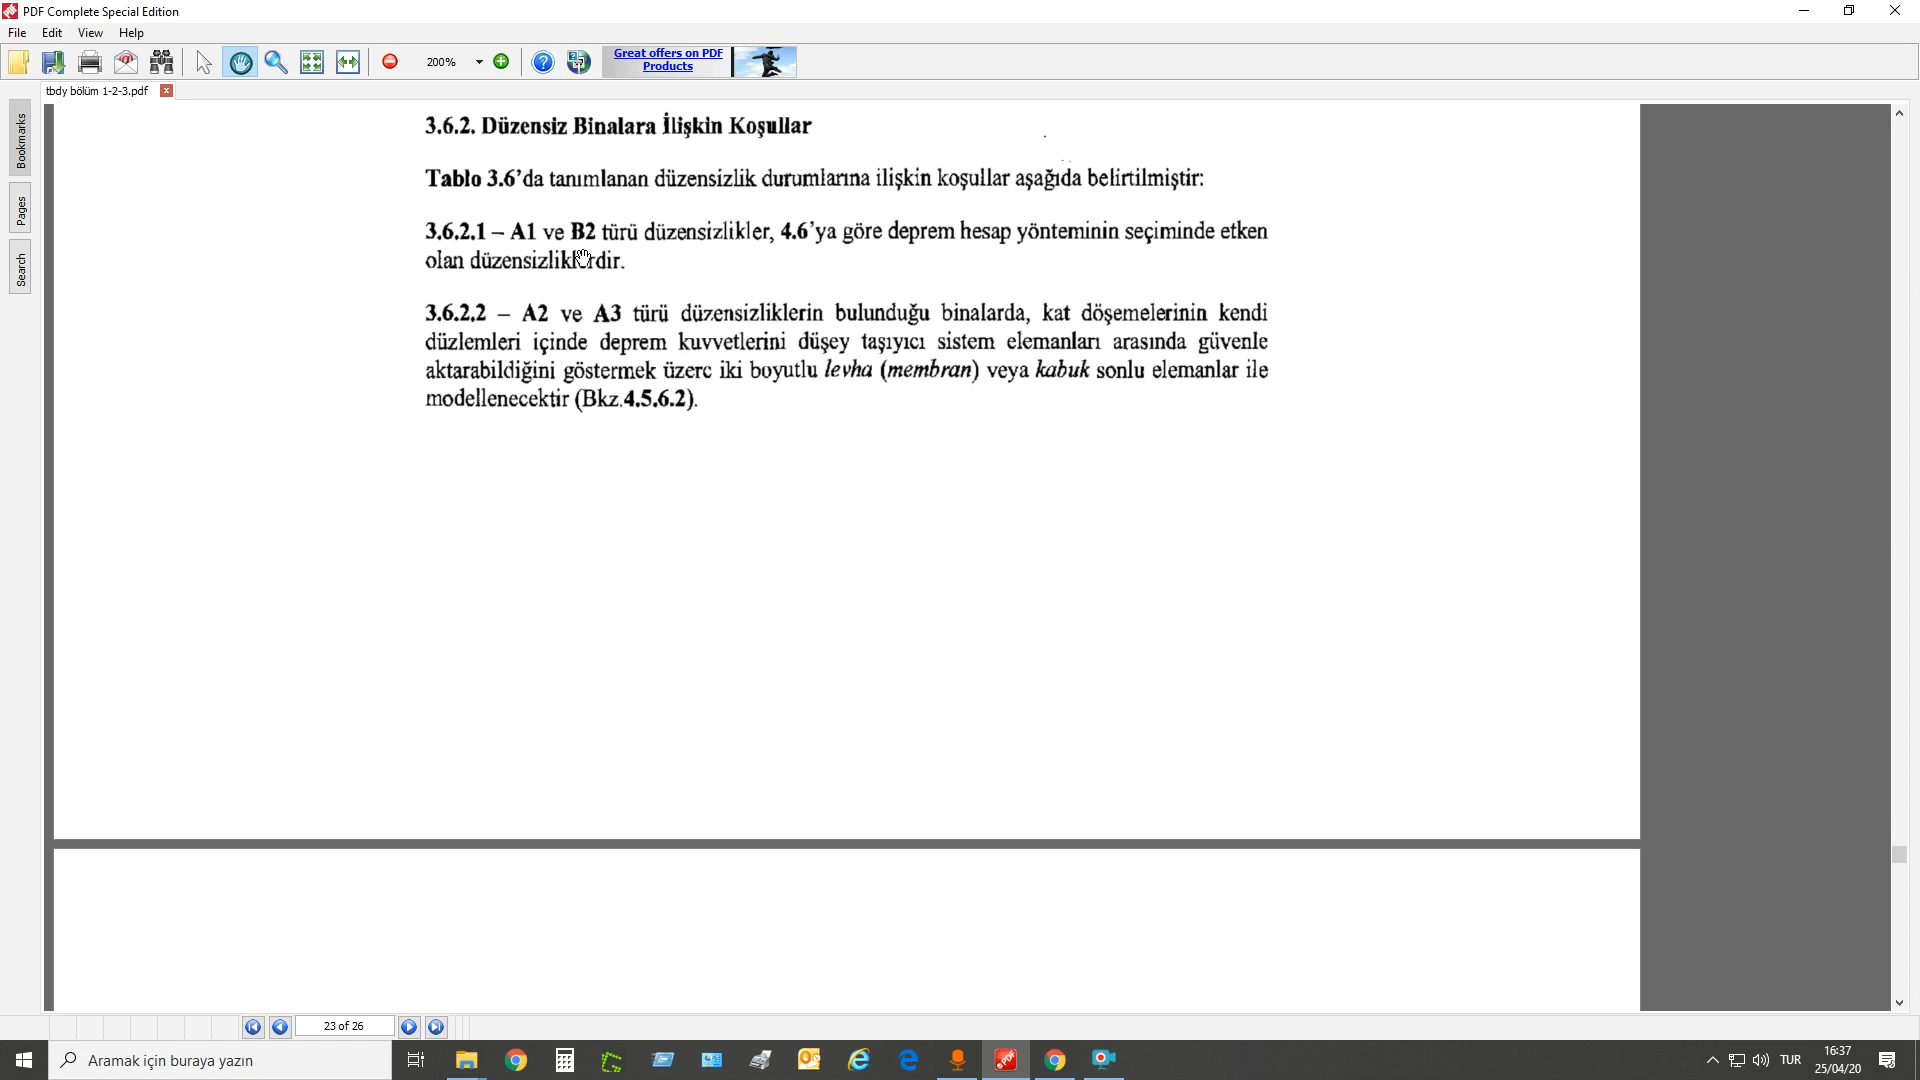 PDF Complete Special Edition
File Edit View Help
200%
Great offers on PDF
Products
tbdy bölüm 1-2-3.pdf
Bookmarks
Pages
Search
3.6.2. Düzensiz Binalara İlişkin Koşullar
Tablo 3.6’da tanımlanan düzensizlik durumlarına ilişkin koşullar aşağıda belirtilmiştir:
3.6.2.1 – A1 ve B2 türü düzensizlikler, 4.6’ya göre deprem hesap yönteminin seçiminde etken
olan düzensizliklerdir.
3.6.2.2 – A2 ve A3 türü düzensizliklerin bulunduğu binalarda, kat döşemelerinin kendi
düzlemleri içinde deprem kuvvetlerini düşey taşıyıcı sistem elemanları arasında güvenle
aktarabildiğini göstermek üzere iki boyutlu levha (membran) veya kabuk sonlu elemanlar ile
modellenecektir (Bkz.4.5.6.2).
23 of 26
Aramak için buraya yazın
TUR
16:37
25/04/20